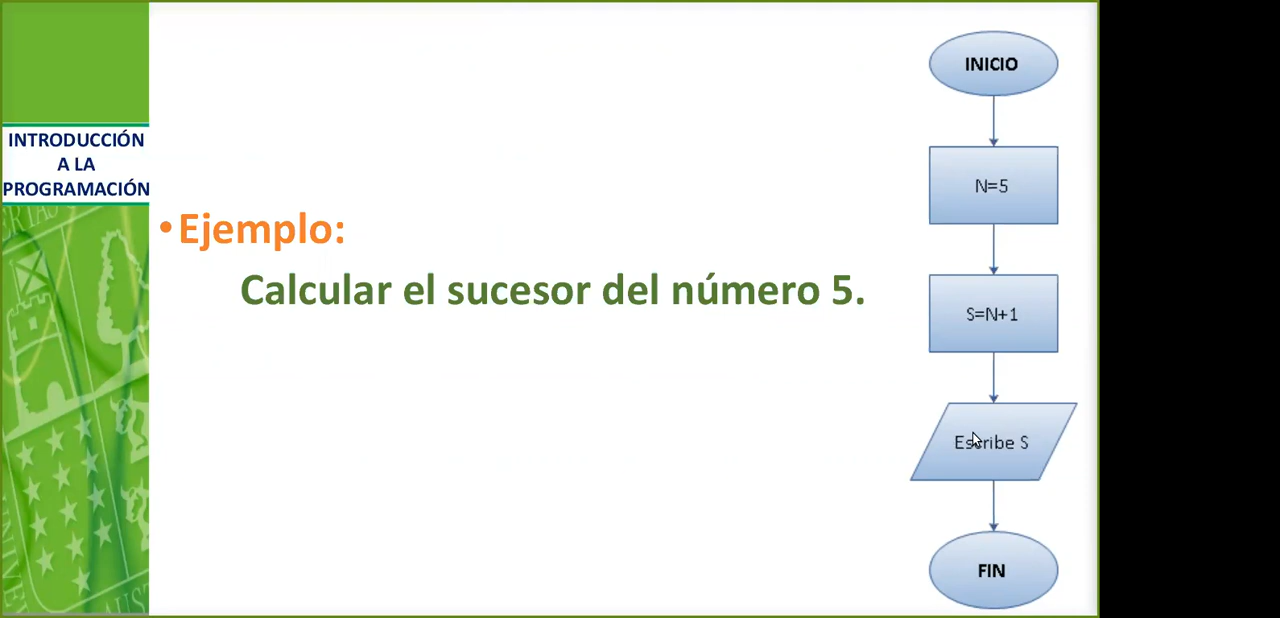 INTRODUCCIÓN
A LA
PROGRAMACIÓN
•Ejemplo:
Calcular el sucesor del número 5.
INICIO
N=5
S=N+1
Escribe S
FIN